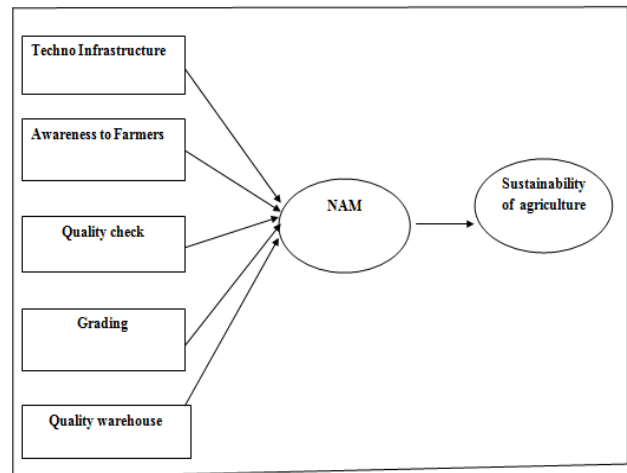 Techno Infrastructure
Awareness to Farmers
Quality check
Grading
Quality warehouse
NAM
Sustainability
of agriculture